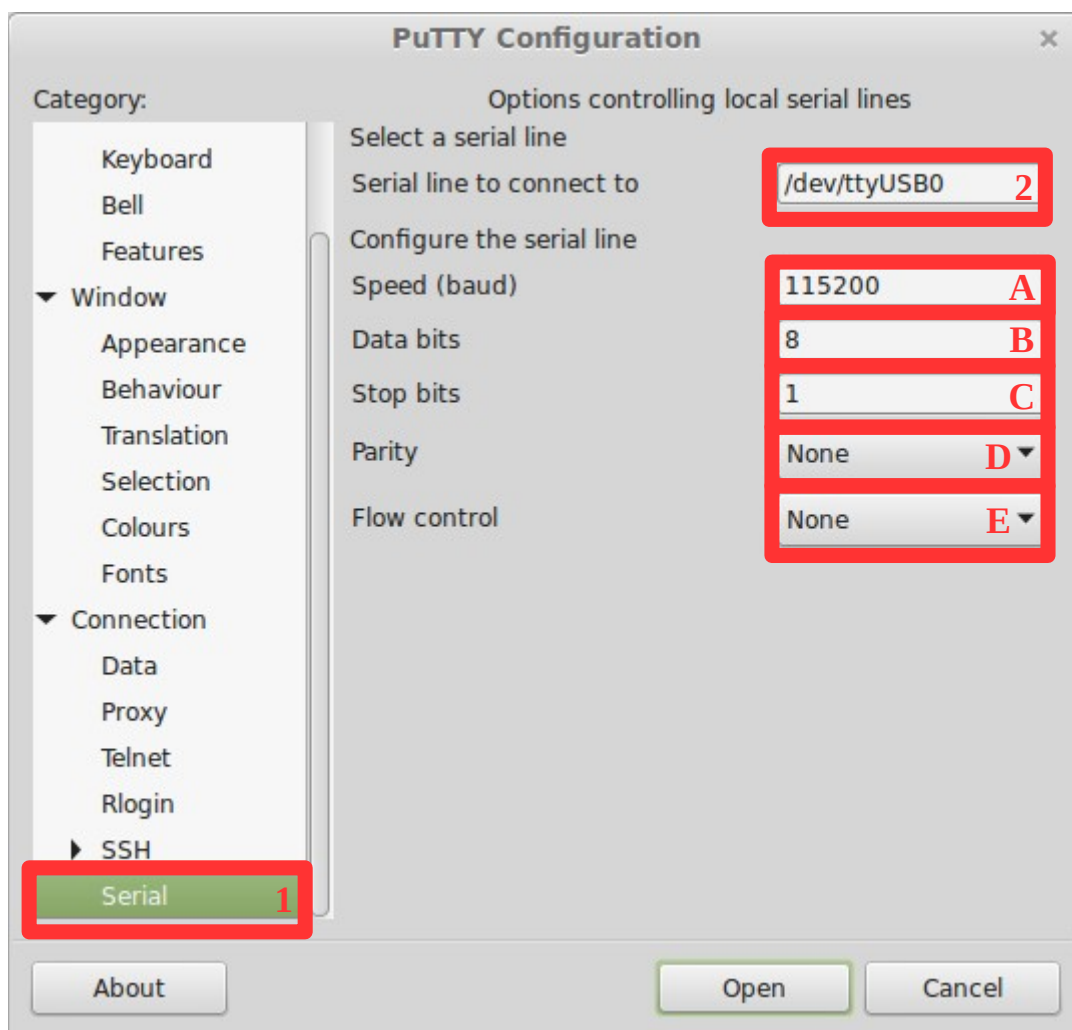 PuTTY Configuration ×
Category:
Keyboard
Bell
Features
Window
Appearance
Behaviour
Translation
Selection
Colours
Fonts
Connection
Data
Proxy
Telnet
Rlogin
SSH
Serial 1
Options controlling local serial lines
Select a serial line
Serial line to connect to /dev/ttyUSB0 2
Configure the serial line
Speed (baud) 115200 A
Data bits 8 B
Stop bits 1 C
Parity None D
Flow control None E
About Open Cancel